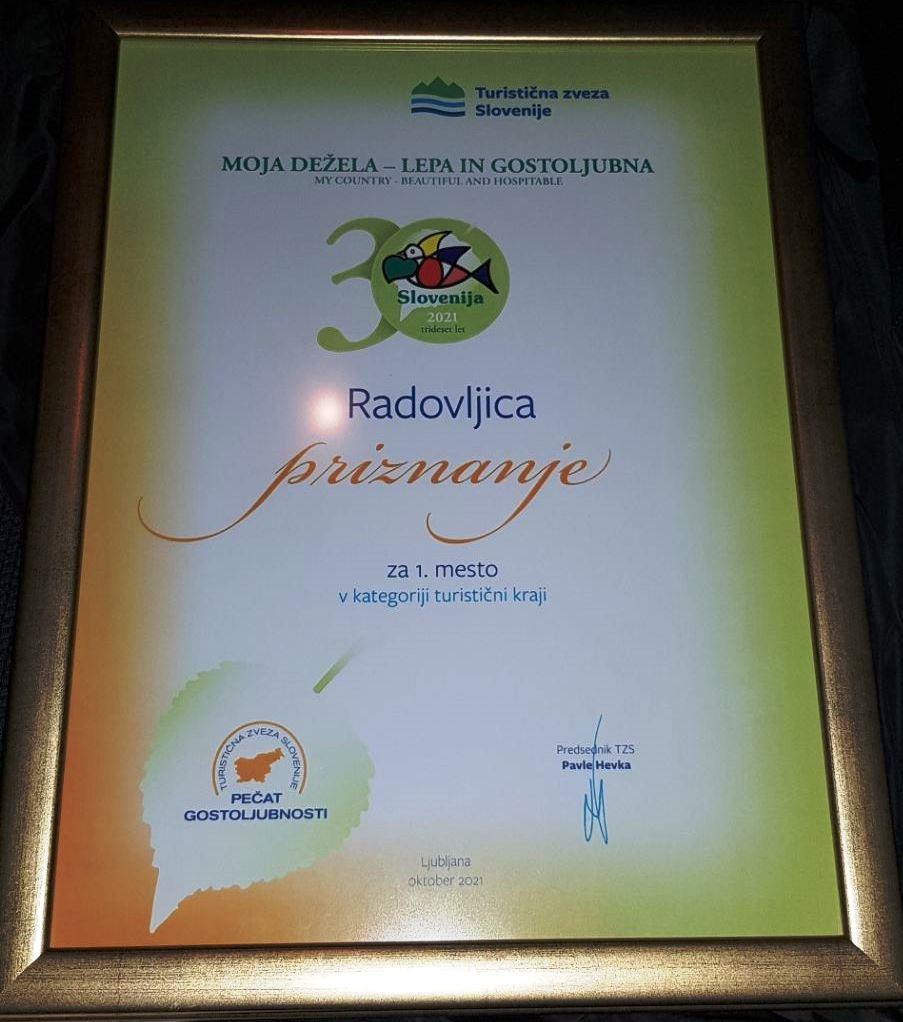 Turistična zveza
Slovenije
MOJA DEŽELA – LEPA IN GOSTOLJUBNA
MY COUNTRY - BEAUTIFUL AND HOSPITABLE
30
Slovenija
2021
trideset let
Radovljica
priznanje
za 1. mesto
v kategoriji turistični kraji
TURISTIČNA ZVEZA SLOVENIJE
PEČAT
GOSTOLJUBNOSTI
Predsednik TZS
Pavle Hevka
Ljubljana
oktober 2021